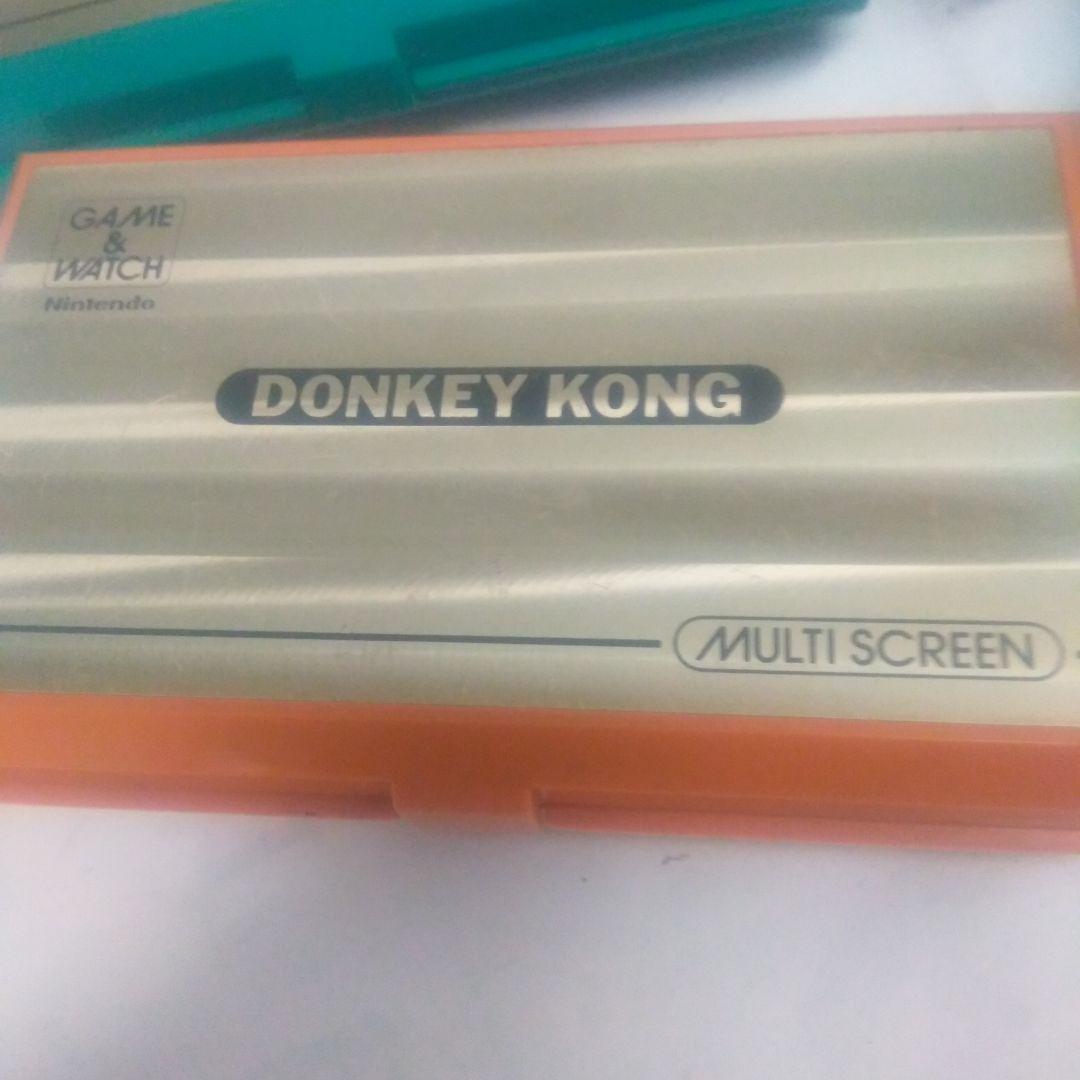 GAME
&
WATCH
Nintendo
DONKEY KONG
MULTI SCREEN